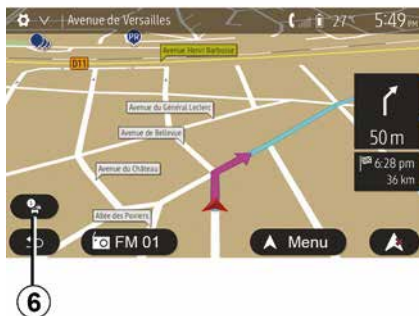 Avenue de Versailles
27°
5:49 PM
PR
Avenue Henri Barbusse
D11
Avenue du Général Leclerc
Avenue de Bellevue
50 m
Avenue du Château
6:28 pm
36 km
Allée des Poiriers
FM 01
Menu
6